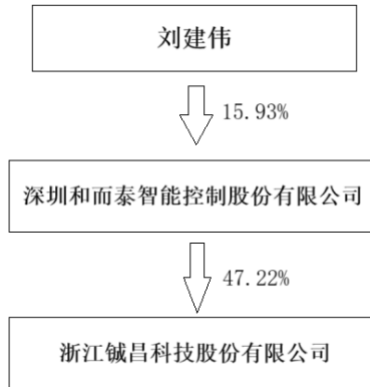 刘建伟
15.93%
深圳和而泰智能控制股份有限公司
47.22%
浙江铖昌科技股份有限公司